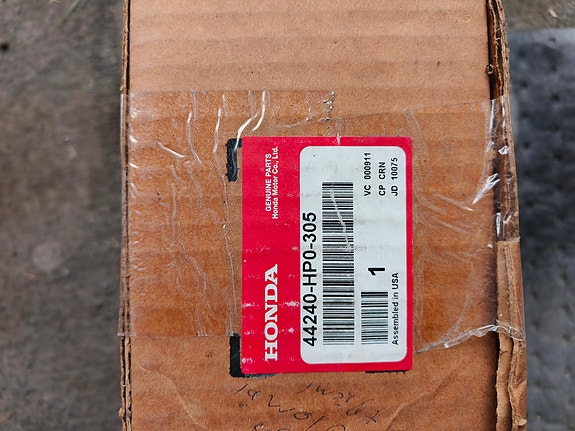 GENUINE PARTS
Honda Motor Co., Ltd.
HONDA
44240-HP0-305
VC 000911
CP CRN
JD 10075
1
Assembled in USA